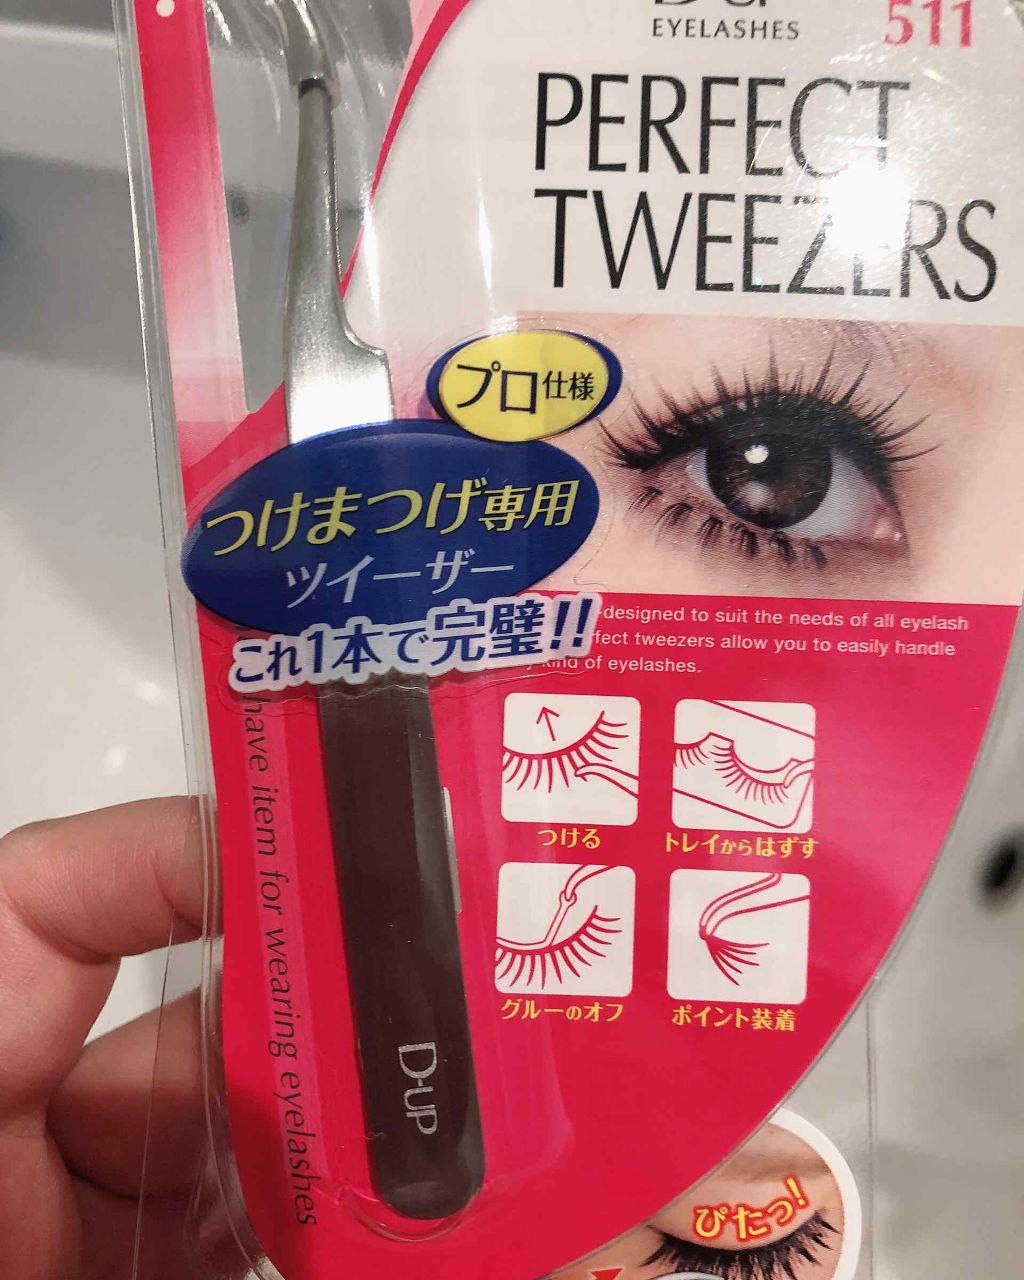 EYELASHES
511
PERFECT
TWEEZERS
プロ仕様
つけまつげ専用
ツイーザー
これ1本で完璧!!
-designed to suit the needs of all eyelash
tweezers allow you to easily handle
kind of eyelashes.
つける
トレイからはずす
グルーのオフ
ポイント装着
have item for wearing eyelashes
D-UP
ぴたっ!